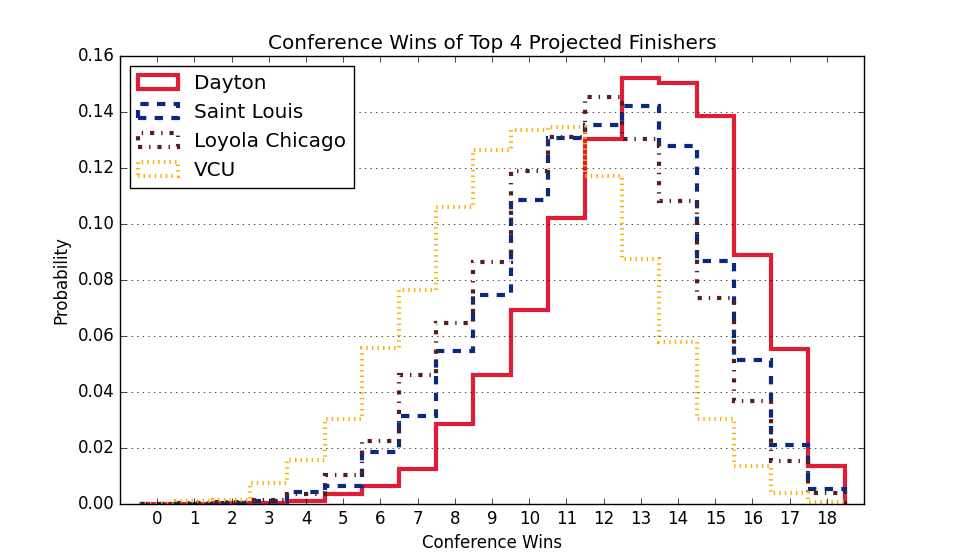 Conference Wins of Top 4 Projected Finishers
0.16
0.14
0.12
0.10
0.08
0.06
0.04
0.02
0.00
Probability
Dayton
Saint Louis
Loyola Chicago
VCU
0 1 2 3 4 5 6 7 8 9 10 11 12 13 14 15 16 17 18
Conference Wins